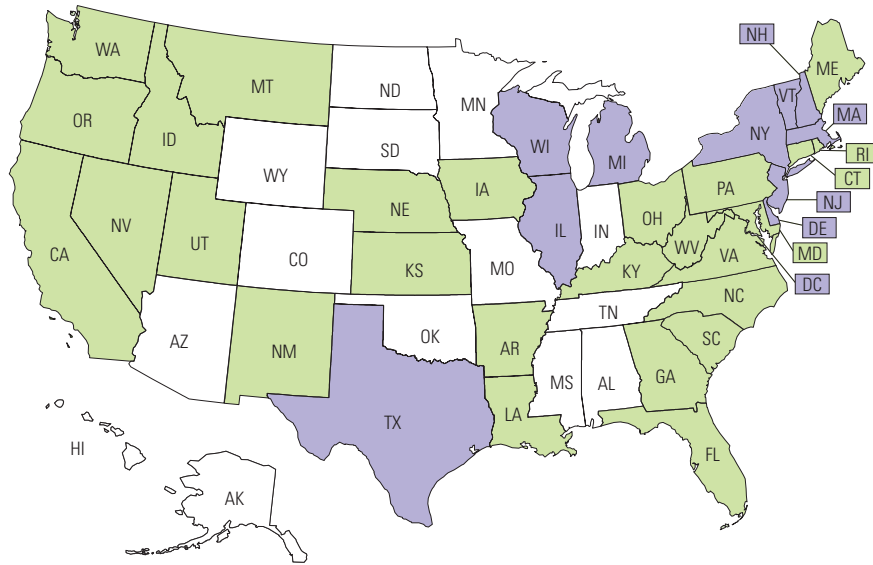 WA
MT
ND
MN
OR
ID
SD
WY
WI
MI
NH
VT
ME
NY
MA
RI
CT
NJ
DE
MD
DC
CA
NV
UT
CO
NE
IA
KS
MO
IL
IN
OH
PA
WV
VA
KY
NC
TN
SC
AZ
NM
OK
AR
MS
AL
GA
TX
LA
FL
HI
AK